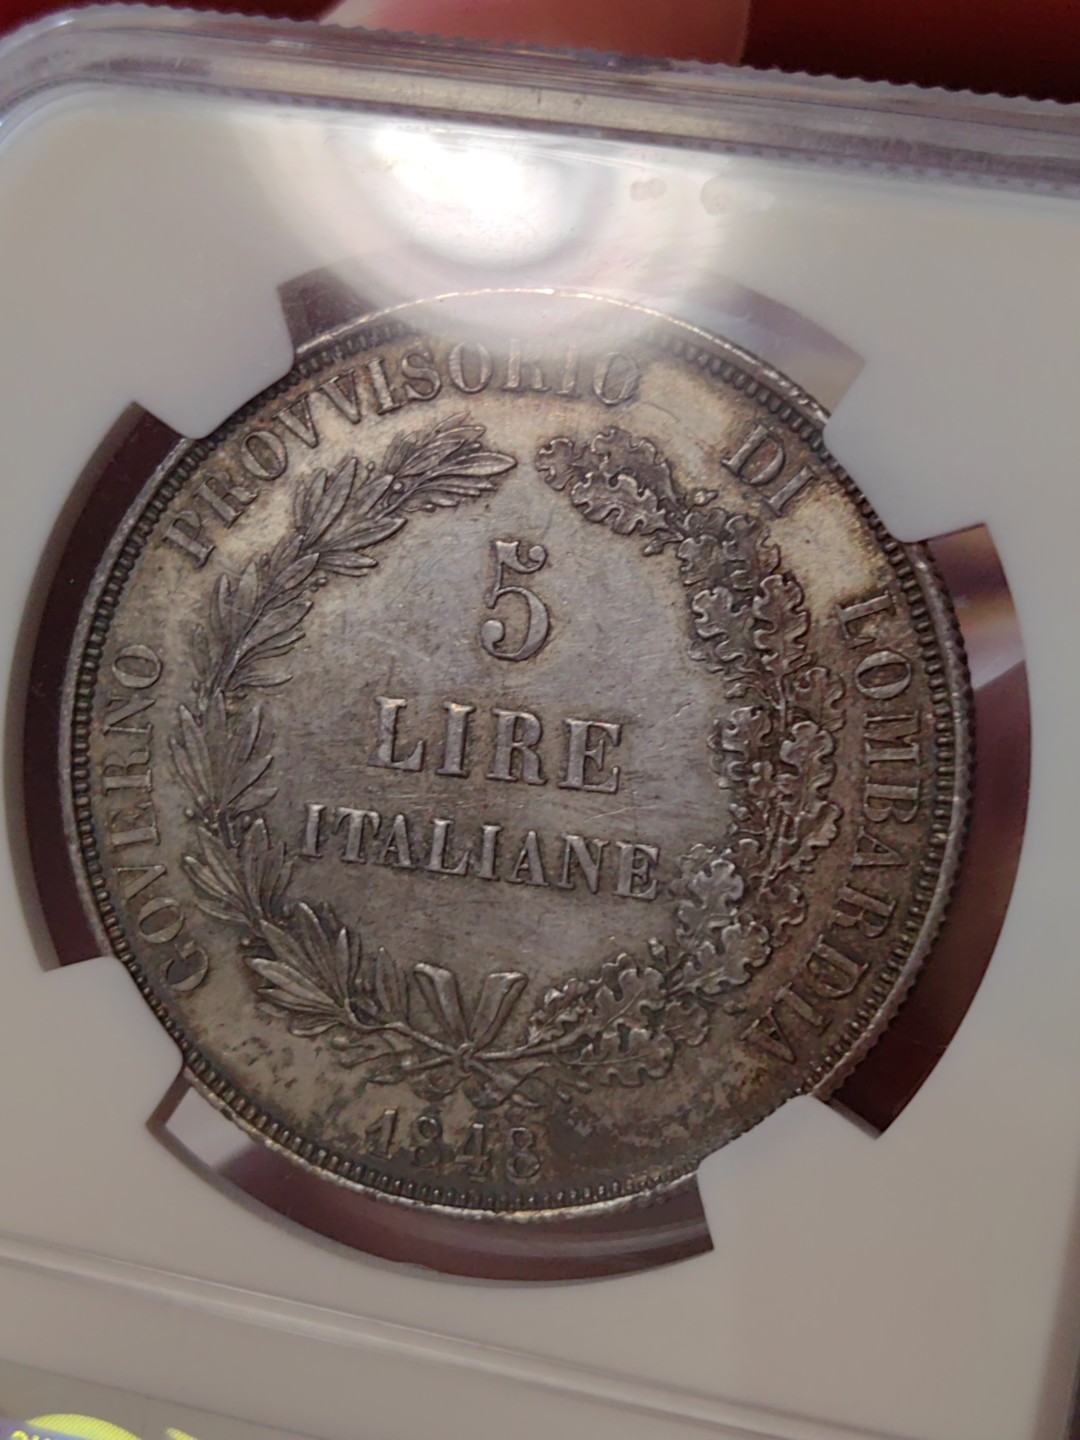 GOVERNO PROVVISORIO DI LOMBARDIA
5
LIRE
ITALIANE
1848